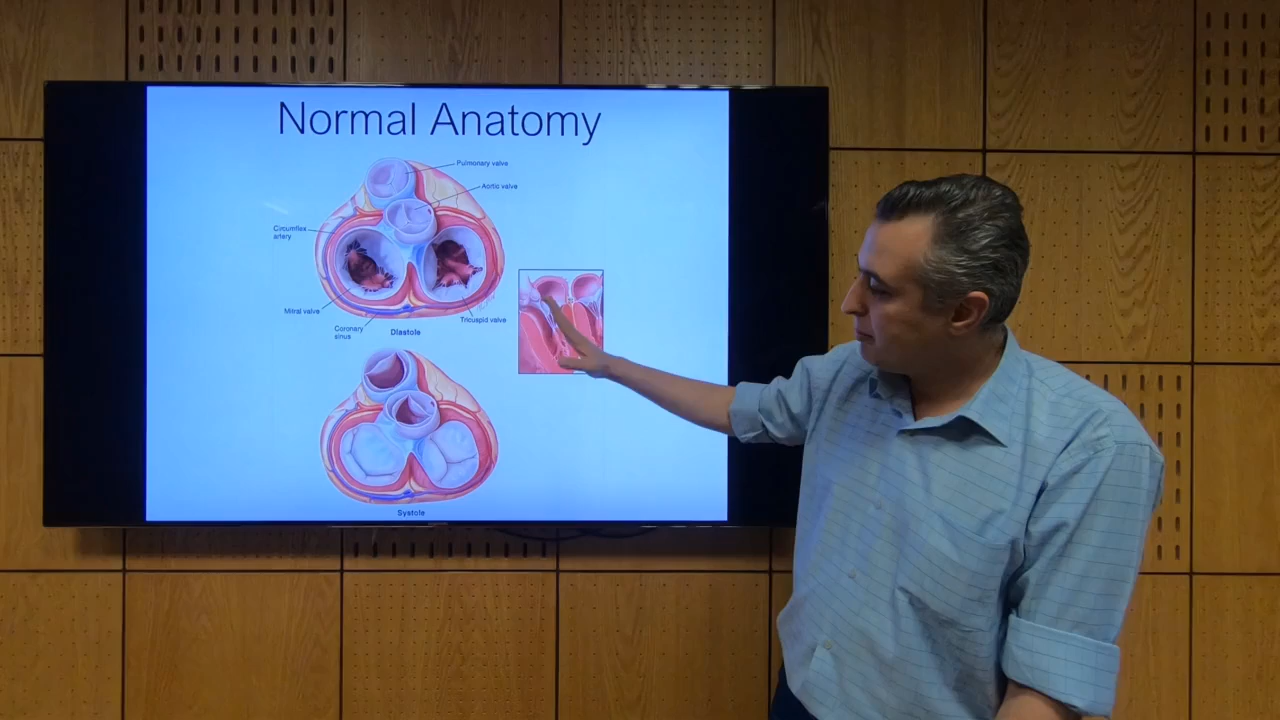 Normal Anatomy
Pulmonary valve
Aortic valve
Circumflex
artery
Mitral valve
Coronary
sinus
Tricuspid valve
Diastole
Systole